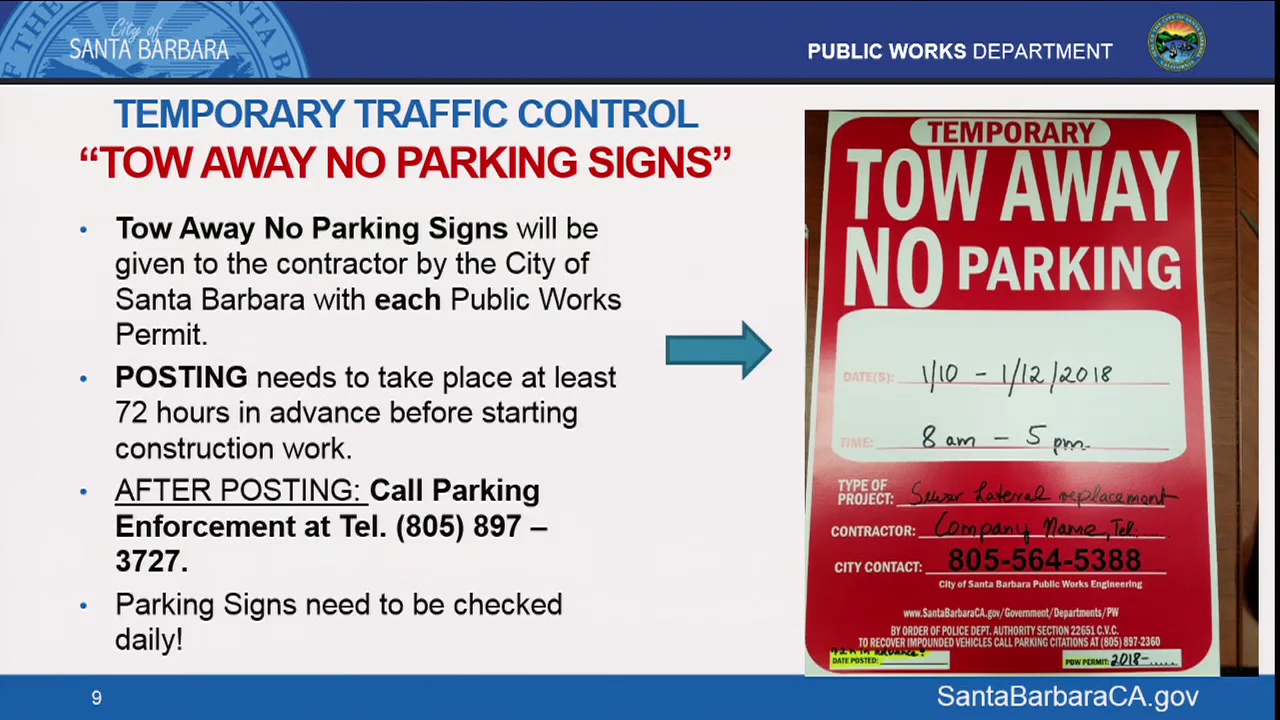 City of
SANTA BARBARA
PUBLIC WORKS DEPARTMENT
TEMPORARY TRAFFIC CONTROL
“TOW AWAY NO PARKING SIGNS”
• Tow Away No Parking Signs will be
given to the contractor by the City of
Santa Barbara with each Public Works
Permit.
• POSTING needs to take place at least
72 hours in advance before starting
construction work.
• AFTER POSTING: Call Parking
Enforcement at Tel. (805) 897 –
3727.
• Parking Signs need to be checked
daily!
TEMPORARY
TOW AWAY
NO PARKING
DATE(S): 1/10 - 1/12/2018
TIME: 8 am - 5 pm
TYPE OF
PROJECT: Sewer Lateral replacement
CONTRACTOR: Company Name, Tel: ....
CITY CONTACT: 805-564-5388
City of Santa Barbara Public Works Engineering
www.SantaBarbaraCA.gov/Government/Departments/PW
BY ORDER OF POLICE DEPT. AUTHORITY SECTION 22651 C.V.C.
TO RECOVER IMPOUNDED VEHICLES CALL PARKING CITATIONS AT (805) 897-2360
in advance!
DATE POSTED:
PBW PERMIT: 2018-.....
9
SantaBarbaraCA.gov